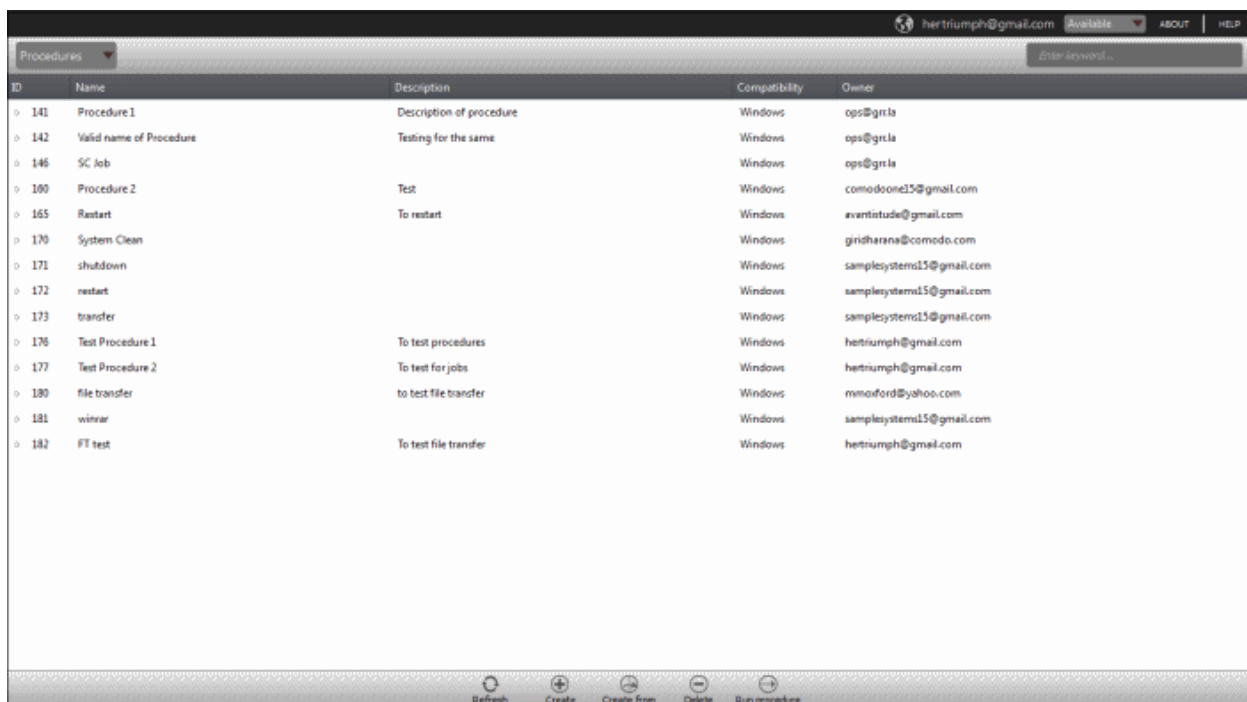 hertriumph@gmail.com Available ABOUT HELP
Procedures Enter keyword...
ID Name Description Compatibility Owner
141 Procedure 1 Description of procedure Windows ops@grr.la
142 Valid name of Procedure Testing for the same Windows ops@grr.la
146 SC Job Windows ops@grr.la
160 Procedure 2 Test Windows comodoone15@gmail.com
165 Restart To restart Windows avantistude@gmail.com
170 System Clean Windows giridharana@comodo.com
171 shutdown Windows samplesystems15@gmail.com
172 restart Windows samplesystems15@gmail.com
173 transfer Windows samplesystems15@gmail.com
176 Test Procedure 1 To test procedures Windows hertriumph@gmail.com
177 Test Procedure 2 To test for jobs Windows hertriumph@gmail.com
180 file transfer to test file transfer Windows mmoxford@yahoo.com
181 winrar Windows samplesystems15@gmail.com
182 FT test To test file transfer Windows hertriumph@gmail.com
Refresh Create Create from Delete Run procedure